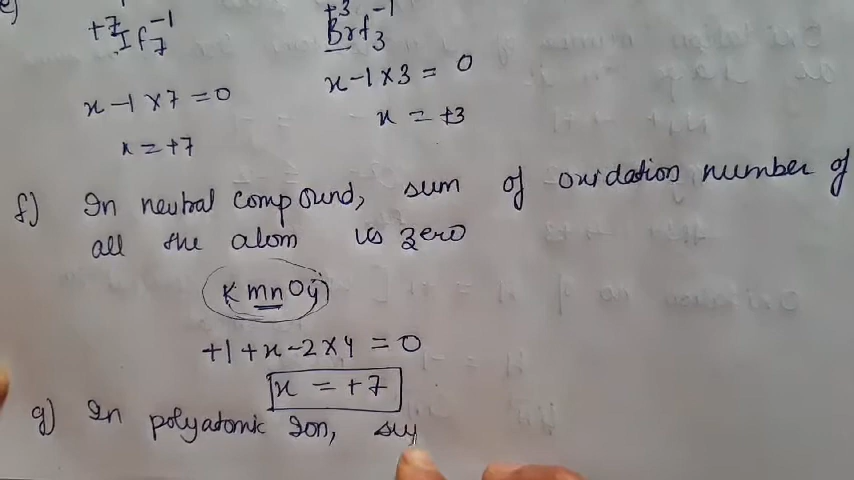 e)
+7 -1 +3 -1
If7 Brf3
x - 1 × 7 = 0 x - 1 × 3 = 0
x = +7 x = +3
f) In neutral compound, sum of oxidation number of
all the atom is zero
KmnO4
+1 + x - 2 × 4 = 0
x = +7
g) In polyatomic Ion, su